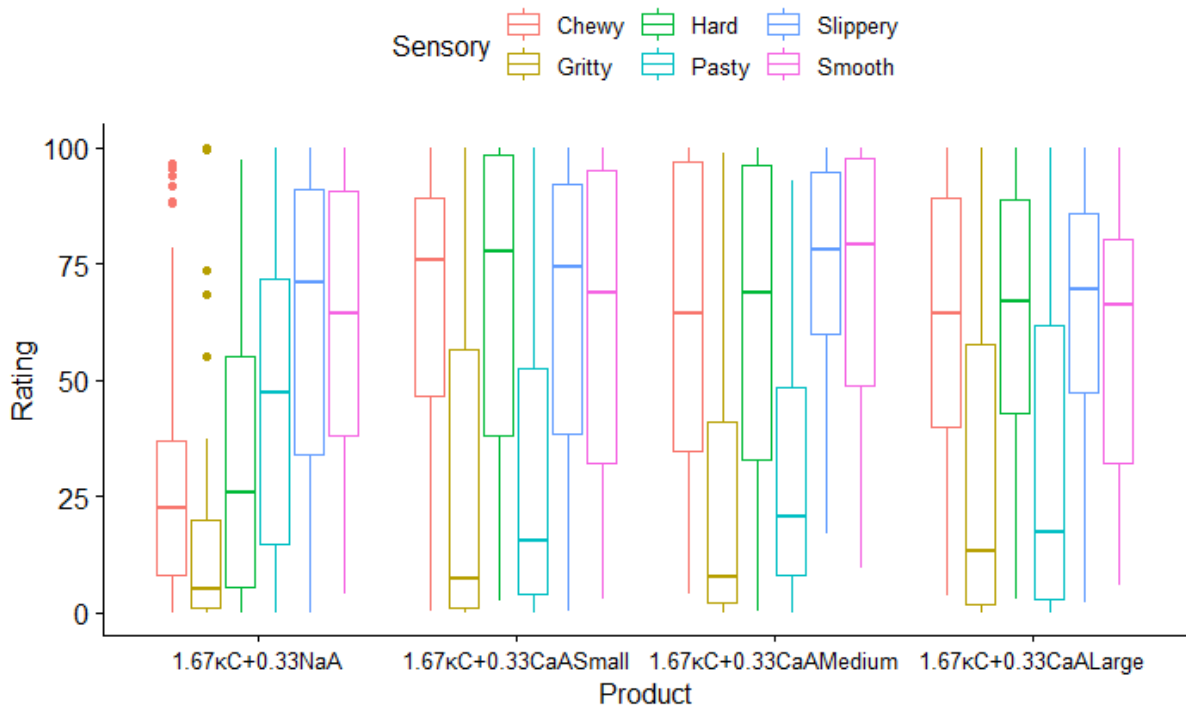 Sensory
Chewy Hard Slippery
Gritty Pasty Smooth
Rating
100
75
50
25
0
1.67κC+0.33NaA 1.67κC+0.33CaASmall 1.67κC+0.33CaAMedium 1.67κC+0.33CaALarge
Product